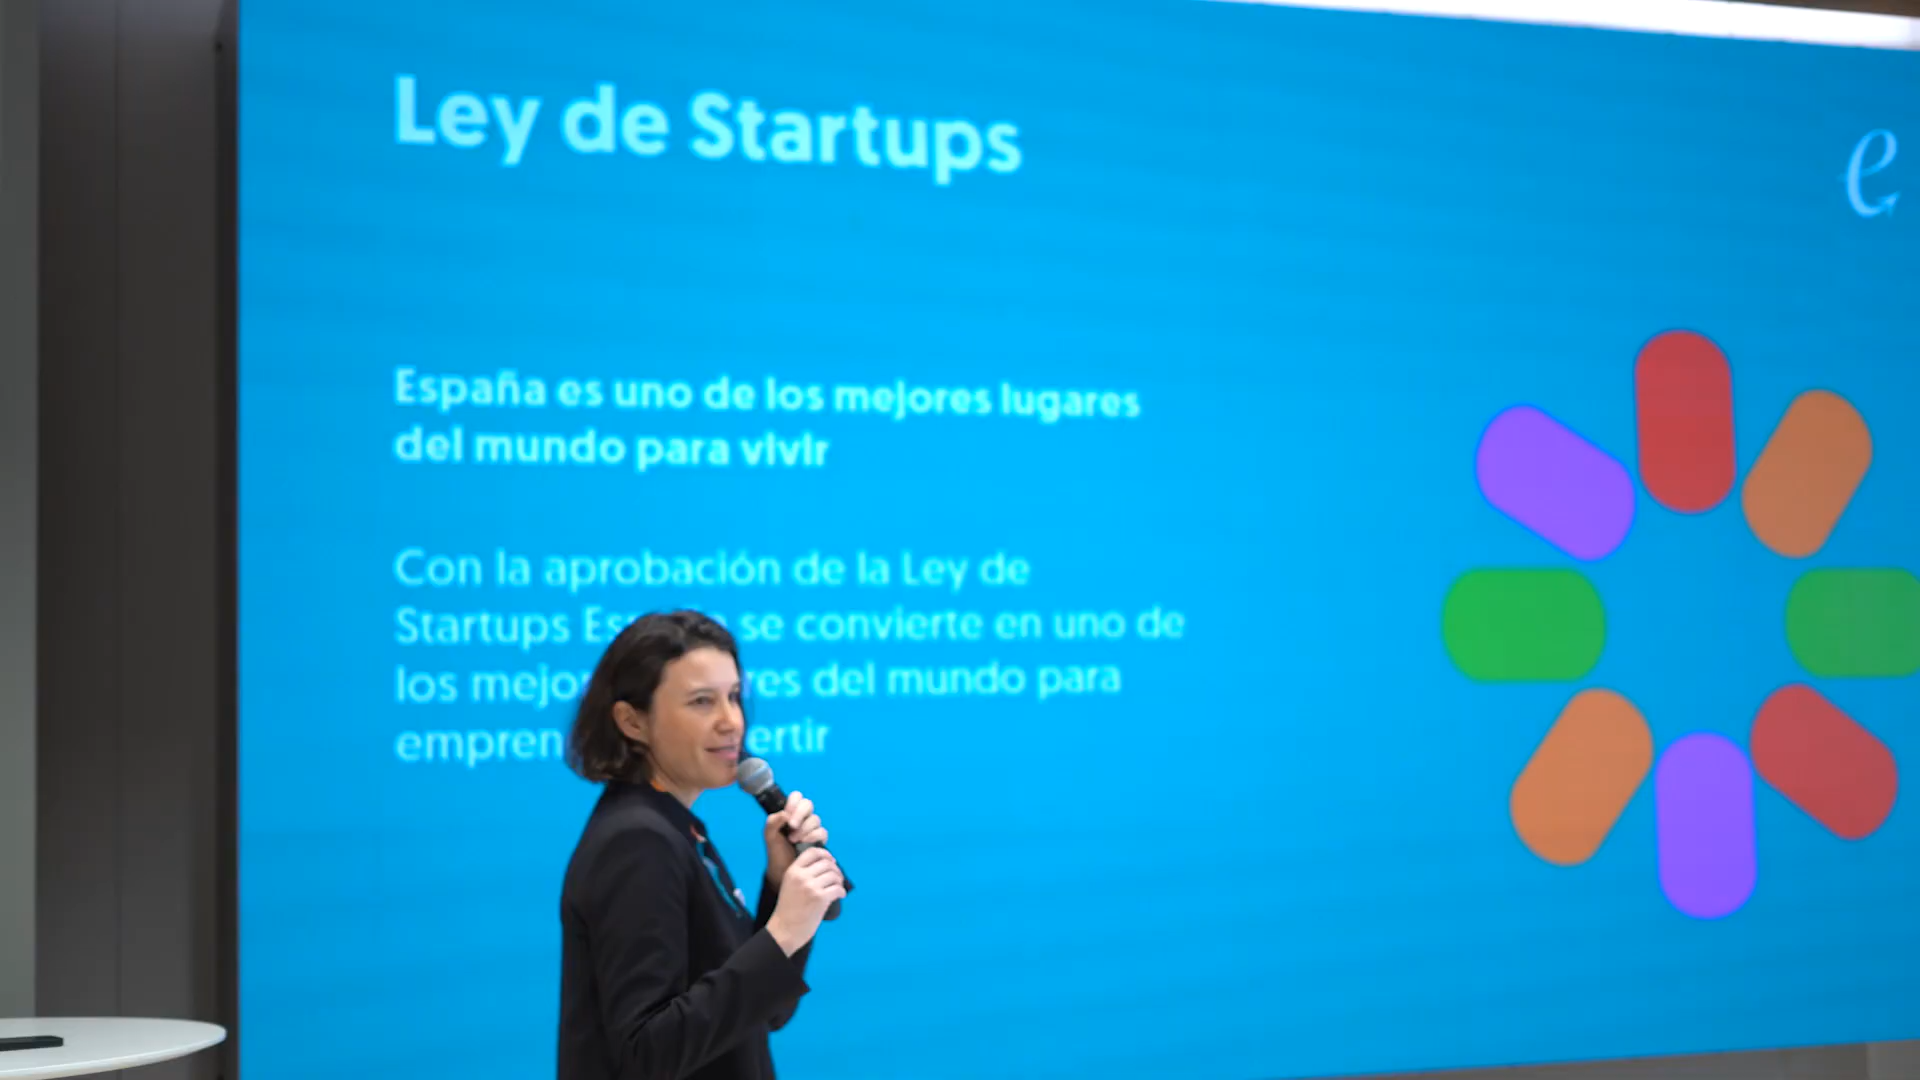 Ley de Startups
e
España es uno de los mejores lugares
del mundo para vivir
Con la aprobación de la Ley de
Startups Es se convierte en uno de
los mejo res del mundo para
empren ertir